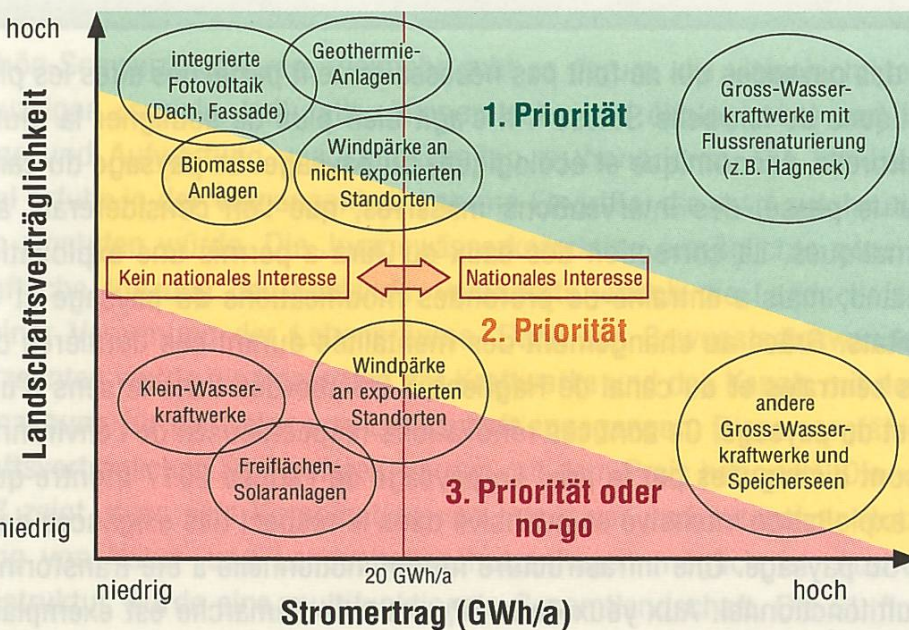 hoch
Landschaftsverträglichkeit
niedrig
integrierte
Fotovoltaik
(Dach, Fassade)
Geothermie-
Anlagen
Biomasse
Anlagen
Windpärke an
nicht exponierten
Standorten
1. Priorität
Gross-Wasser-
kraftwerke mit
Flussrenaturierung
(z.B. Hagneck)
Kein nationales Interesse
Nationales Interesse
2. Priorität
Klein-Wasser-
kraftwerke
Windpärke
an exponierten
Standorten
Freiflächen-
Solaranlagen
andere
Gross-Wasser-
kraftwerke und
Speicherseen
3. Priorität oder
no-go
niedrig
20 GWh/a
hoch
Stromertrag (GWh/a)